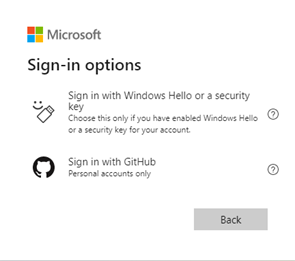 Microsoft
Sign-in options
Sign in with Windows Hello or a security
key
Choose this only if you have enabled Windows Hello
or a security key for your account.
Sign in with GitHub
Personal accounts only
Back